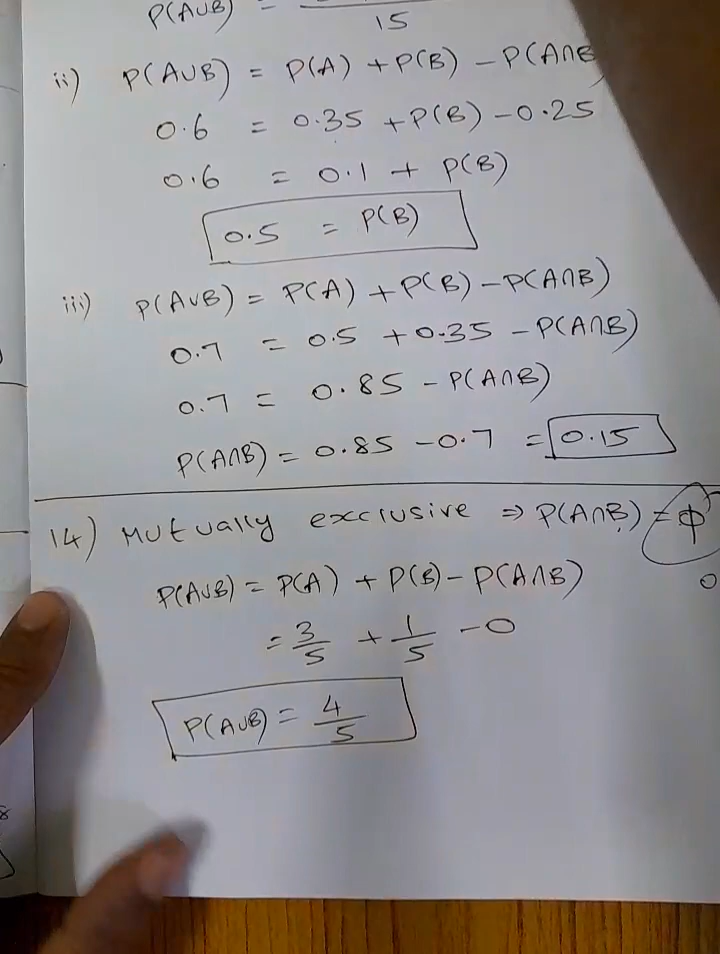 P(A∪B) =
15
ii) P(A∪B) = P(A) + P(B) - P(A∩B
0.6 = 0.35 + P(B) - 0.25
0.6 = 0.1 + P(B)
0.5 = P(B)
iii) P(A∪B) = P(A) + P(B) - P(A∩B)
0.7 = 0.5 + 0.35 - P(A∩B)
0.7 = 0.85 - P(A∩B)
P(A∩B) = 0.85 - 0.7 = 0.15
14) Mutually exclusive ⇒ P(A∩B) = ϕ
0
P(A∪B) = P(A) + P(B) - P(A∩B)
= 3/5 + 1/5 - 0
P(A∪B) = 4/5
8